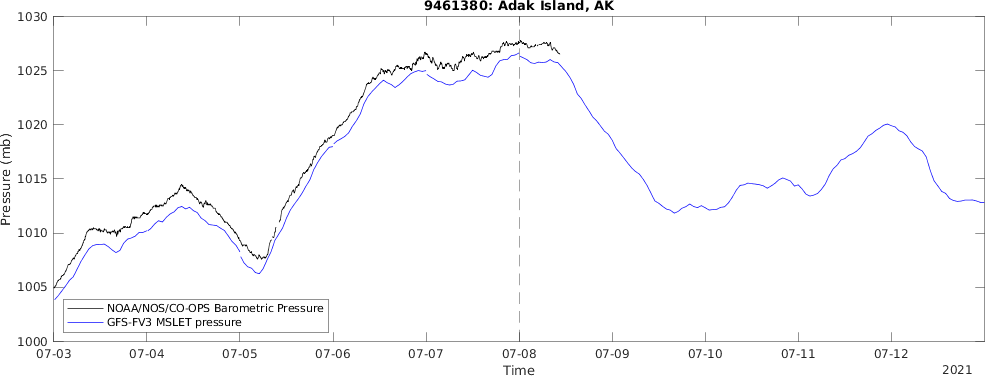 9461380: Adak Island, AK
Pressure (mb)
1030
1025
1020
1015
1010
1005
1000
NOAA/NOS/CO-OPS Barometric Pressure
GFS-FV3 MSLET pressure
07-03 07-04 07-05 07-06 07-07 07-08 07-09 07-10 07-11 07-12
Time
2021